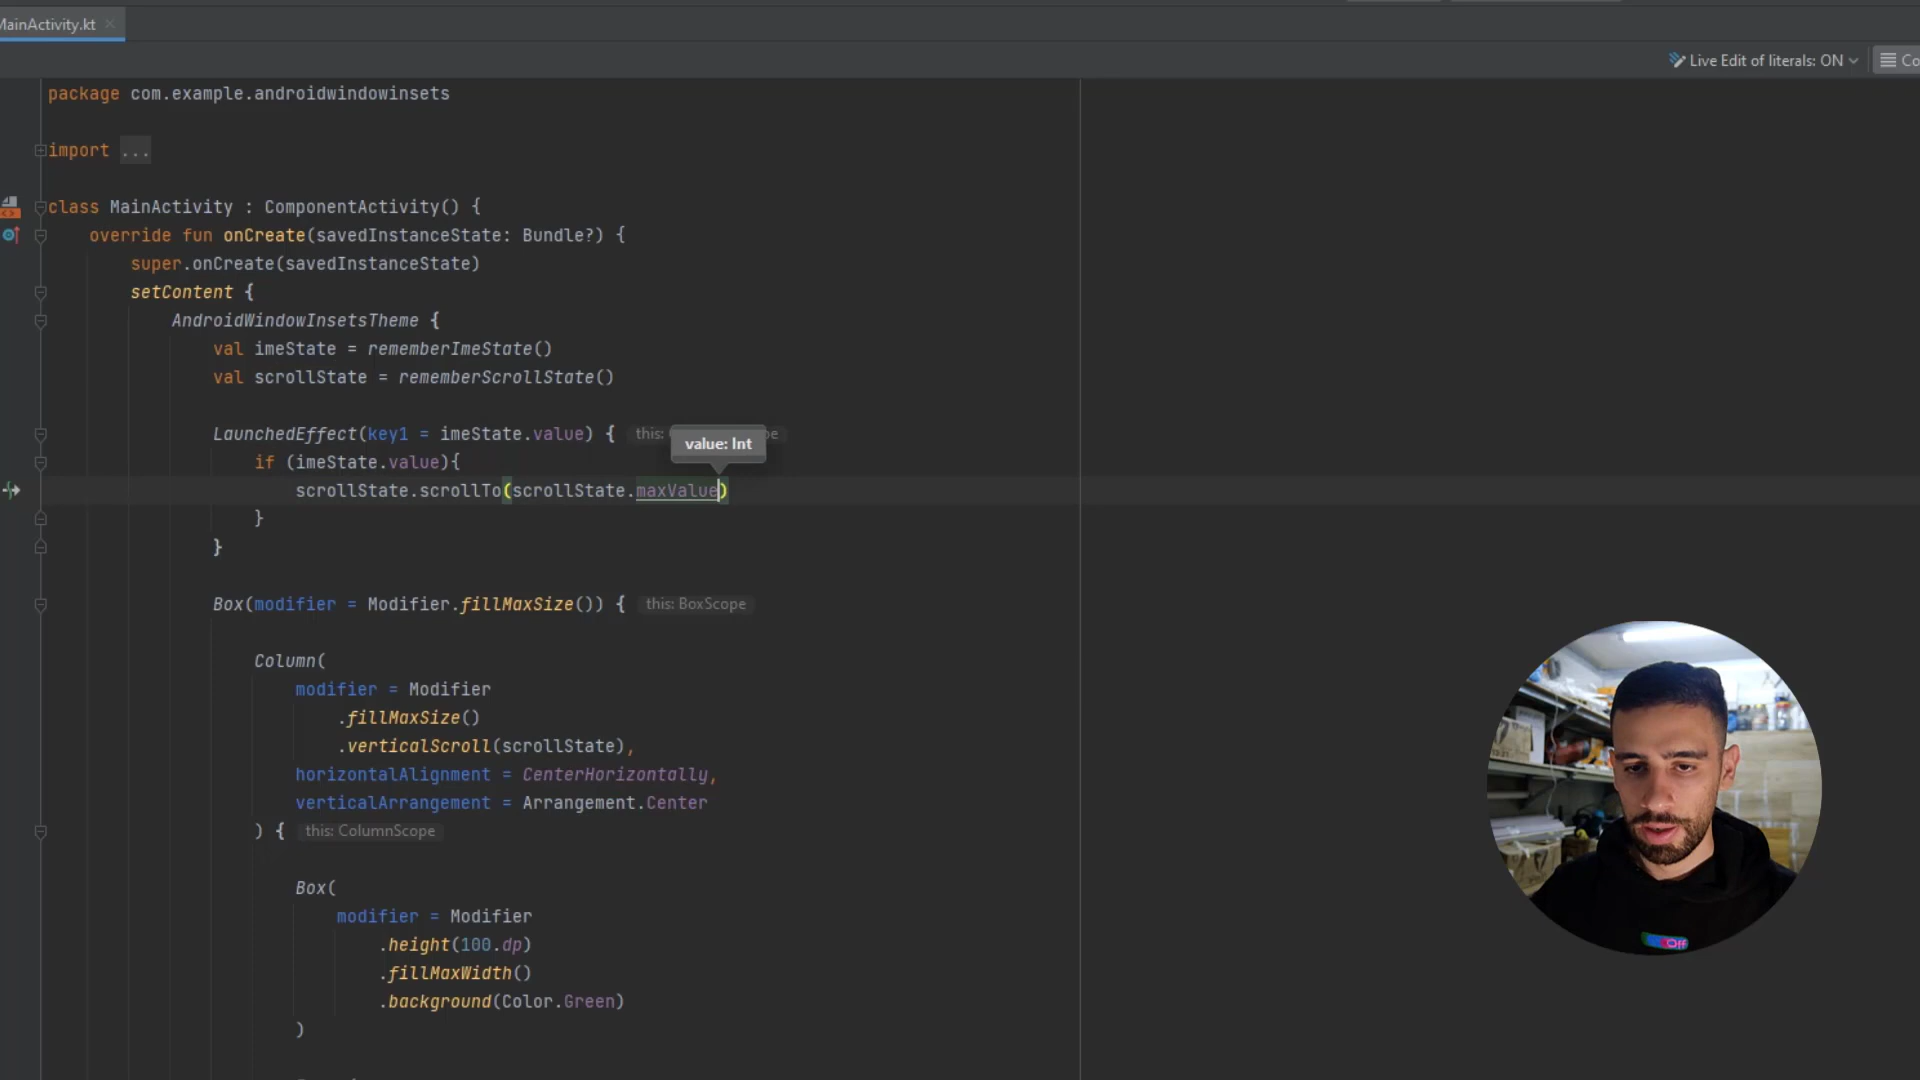 MainActivity.kt
Live Edit of literals: ON
Co
package com.example.androidwindowinsets
import ...
class MainActivity : ComponentActivity() {
override fun onCreate(savedInstanceState: Bundle?) {
super.onCreate(savedInstanceState)
setContent {
AndroidWindowInsetsTheme {
val imeState = rememberImeState()
val scrollState = rememberScrollState()
LaunchedEffect(key1 = imeState.value) { this:
value: Int
if (imeState.value){
scrollState.scrollTo(scrollState.maxValue)
}
}
Box(modifier = Modifier.fillMaxSize()) { this: BoxScope
Column(
modifier = Modifier
.fillMaxSize()
.verticalScroll(scrollState),
horizontalAlignment = CenterHorizontally,
verticalArrangement = Arrangement.Center
) { this: ColumnScope
Box(
modifier = Modifier
.height(100.dp)
.fillMaxWidth()
.background(Color.Green)
)
Off